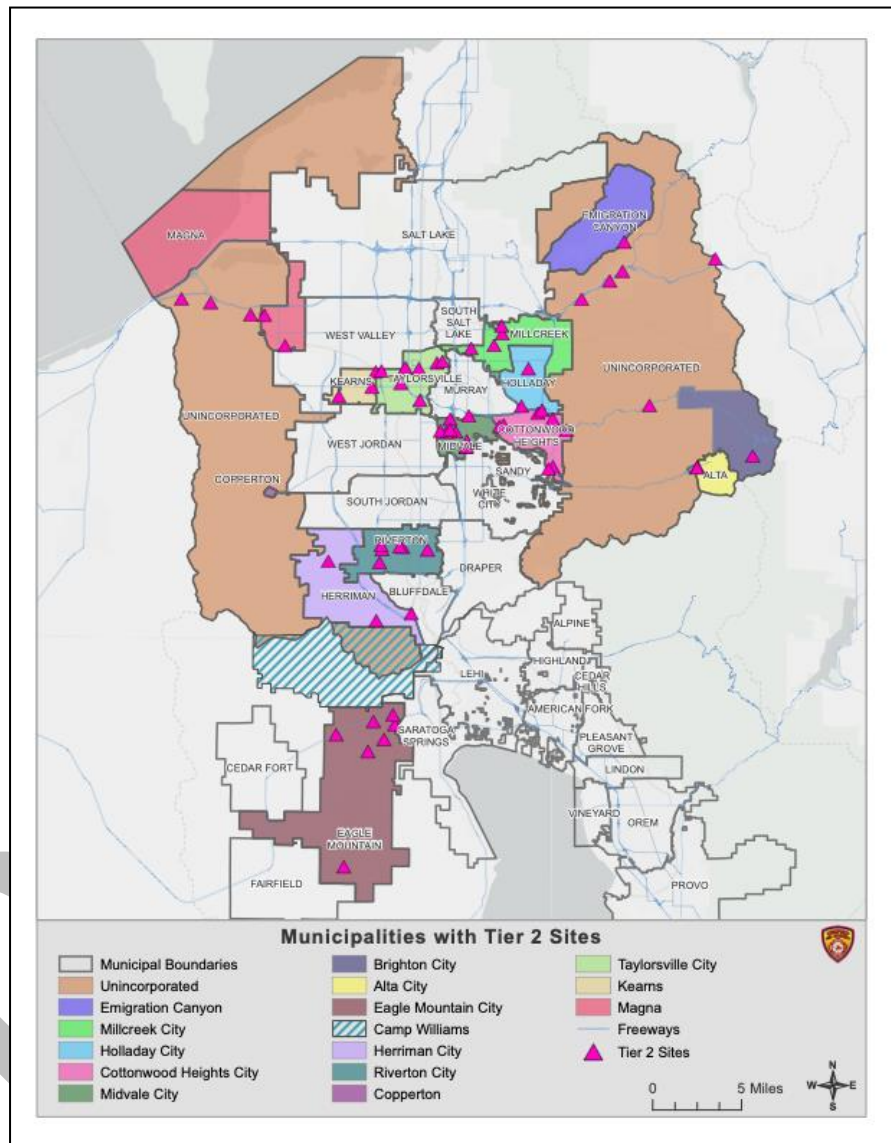 EMIGRATION
CANYON
MAGNA
SALT LAKE
SOUTH
SALT
LAKE
MILLCREEK
WEST VALLEY
HOLLADAY
KEARNS
TAYLORSVILLE
MURRAY
UNINCORPORATED
UNINCORPORATED
COTTONWOOD
HEIGHTS
WEST JORDAN
MIDVALE
SANDY
COPPERTON
ALTA
WHITE
CITY
SOUTH JORDAN
RIVERTON
DRAPER
HERRIMAN
BLUFFDALE
ALPINE
LEHI
HIGHLAND
CEDAR
HILLS
AMERICAN FORK
SARATOGA
SPRINGS
PLEASANT
GROVE
CEDAR FORT
LINDON
VINEYARD
OREM
EAGLE
MOUNTAIN
FAIRFIELD
PROVO
Municipalities with Tier 2 Sites
Municipal Boundaries
Unincorporated
Emigration Canyon
Millcreek City
Holladay City
Cottonwood Heights City
Midvale City
Brighton City
Alta City
Eagle Mountain City
Camp Williams
Herriman City
Riverton City
Copperton
Taylorsville City
Kearns
Magna
Freeways
Tier 2 Sites
0 5 Miles
N
W E
S